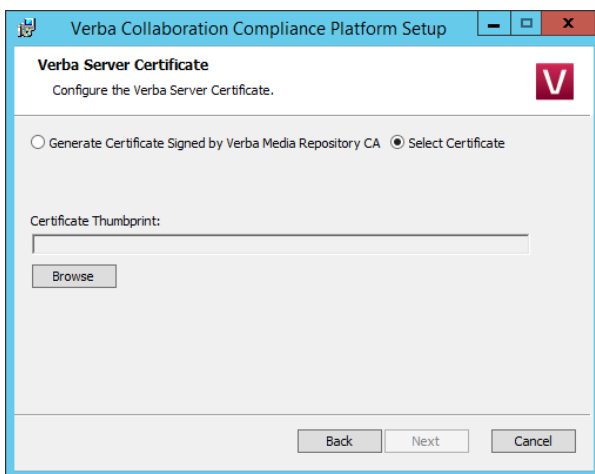 Verba Collaboration Compliance Platform Setup
Verba Server Certificate
Configure the Verba Server Certificate.
V
Generate Certificate Signed by Verba Media Repository CA Select Certificate
Certificate Thumbprint:
Browse
Back Next Cancel